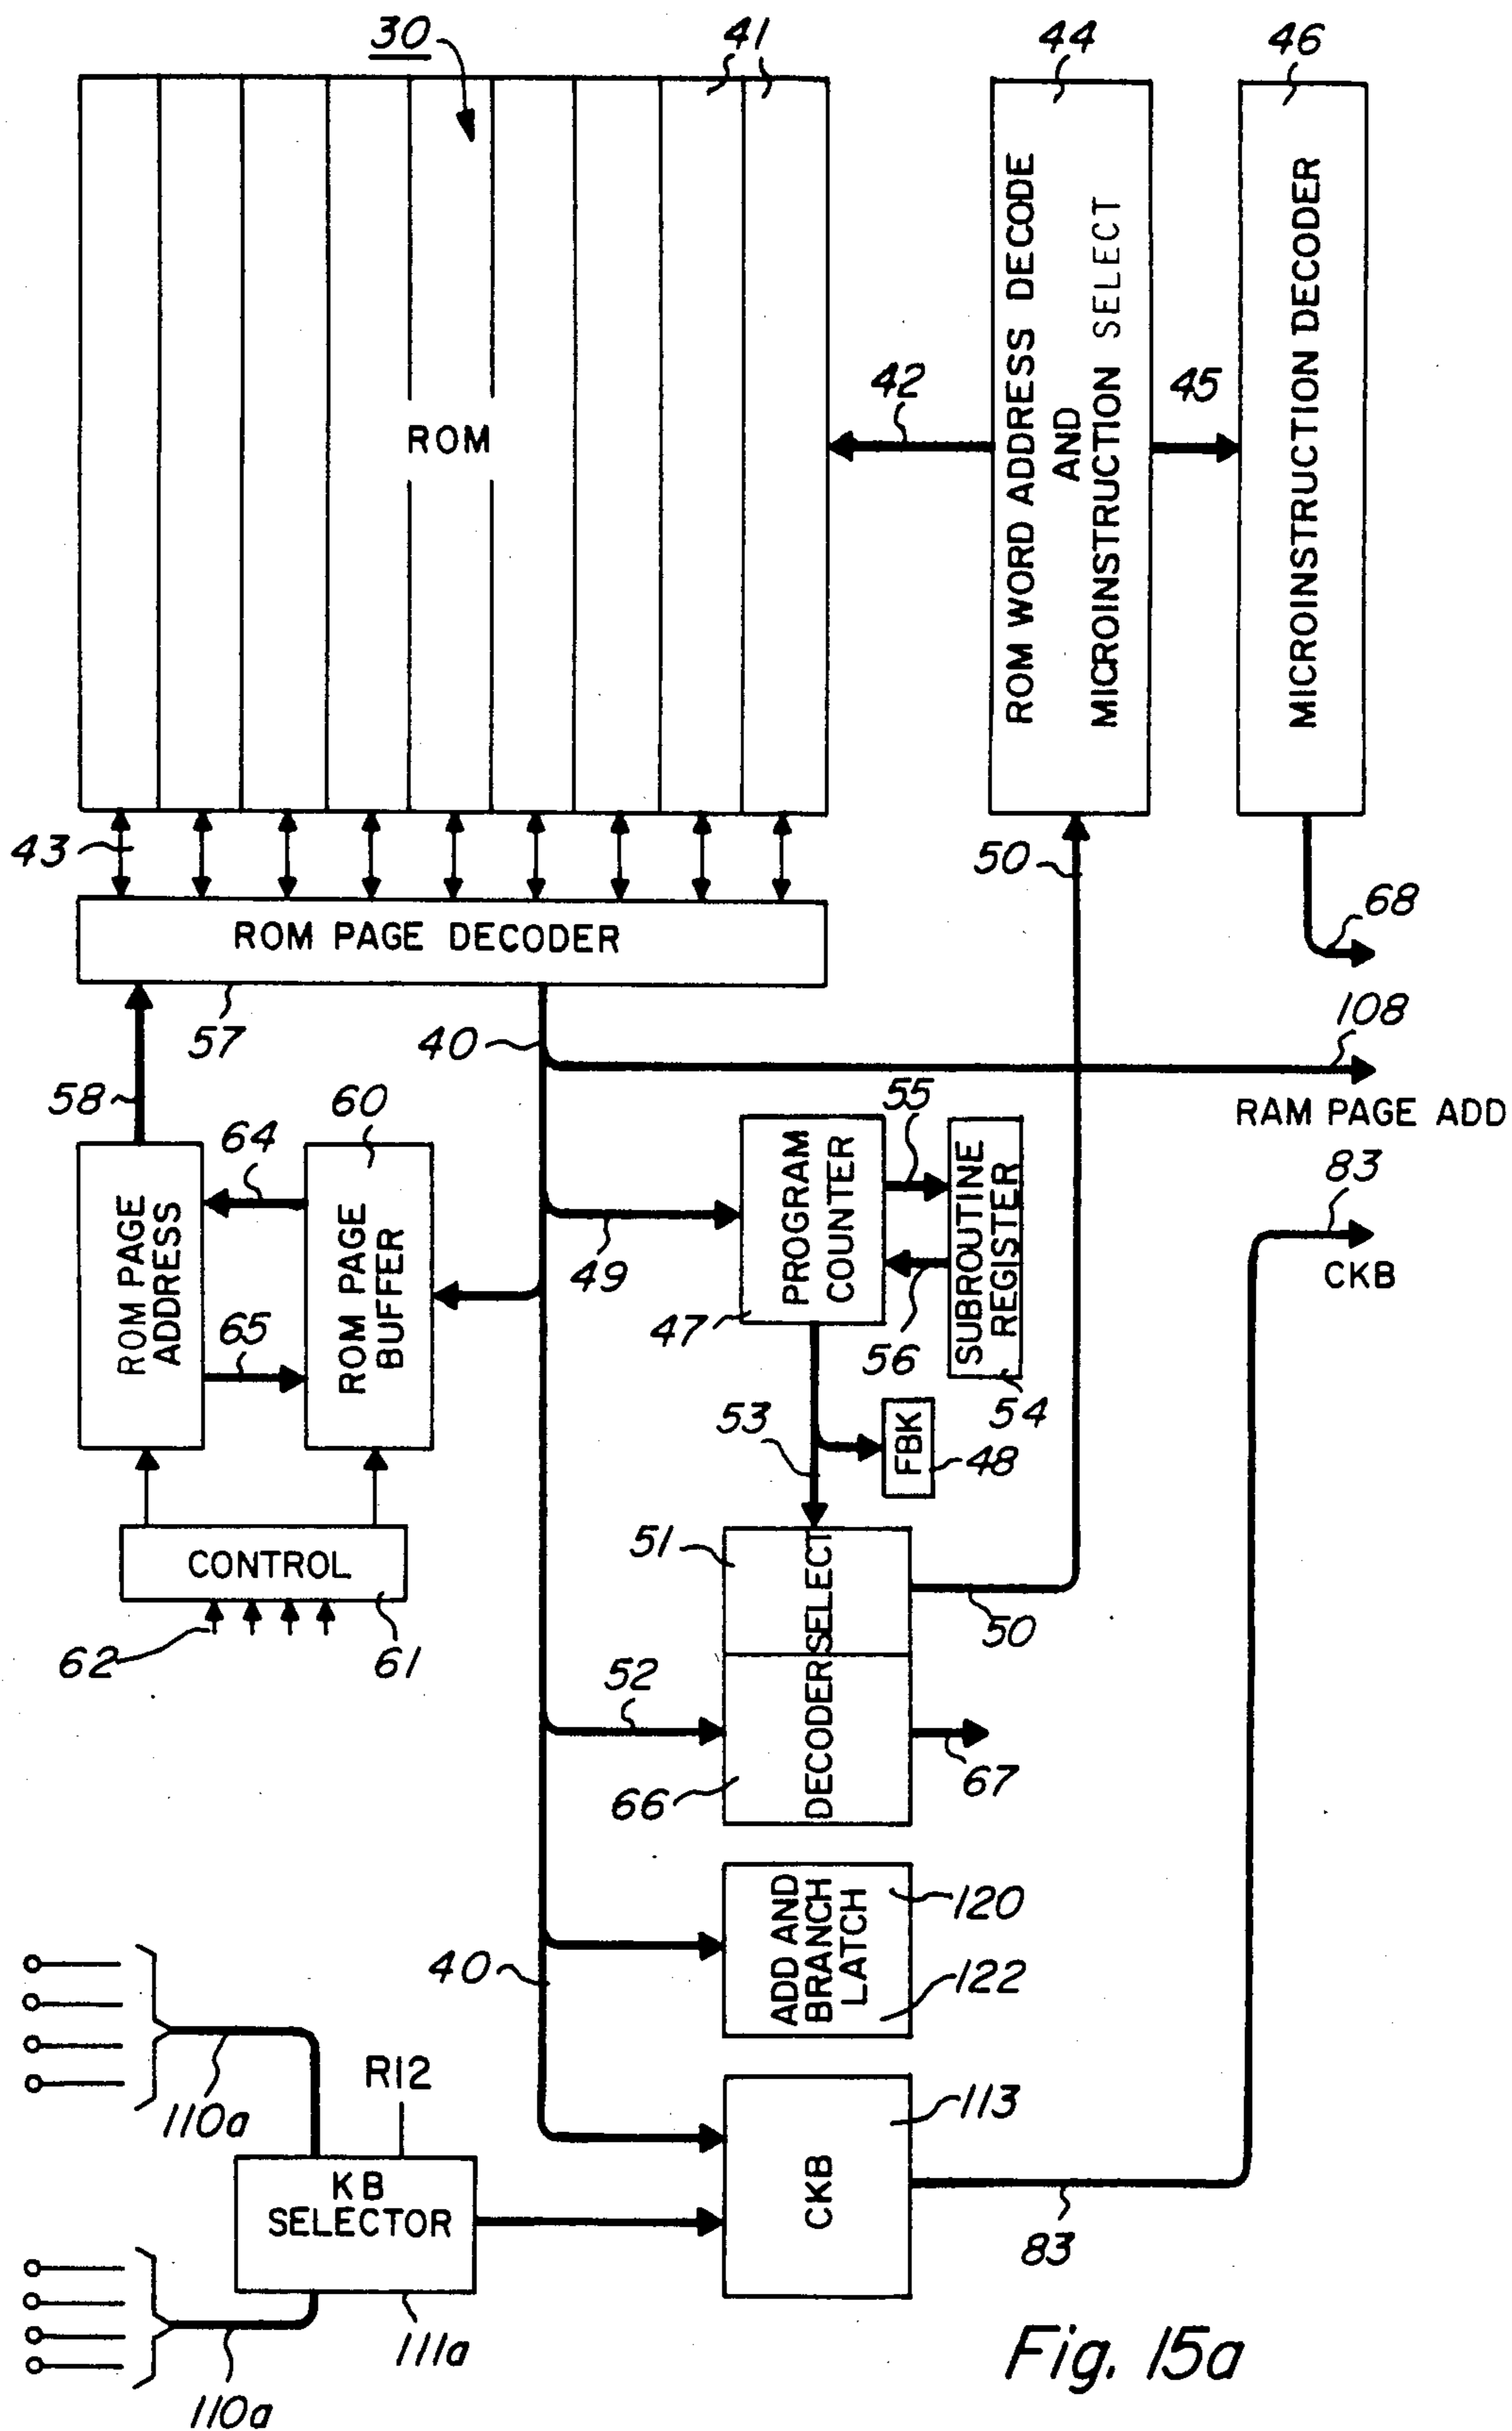 30
41
44
46
ROM
ROM WORD ADDRESS DECODE
AND
MICROINSTRUCTION SELECT
MICROINSTRUCTION DECODER
42
45
43
50
ROM PAGE DECODER
68
57
40
108
RAM PAGE ADD
58
60
64
55
83
ROM PAGE
ADDRESS
ROM PAGE
BUFFER
PROGRAM
COUNTER
SUBROUTINE
REGISTER
49
CKB
65
47
56
54
53
FBK
48
CONTROL
51
SELECT
50
62
61
52
DECODER
67
66
ADD AND
BRANCH
LATCH
120
122
40
110a
R12
113
KB
SELECTOR
CKB
83
111a
110a
Fig. 15a